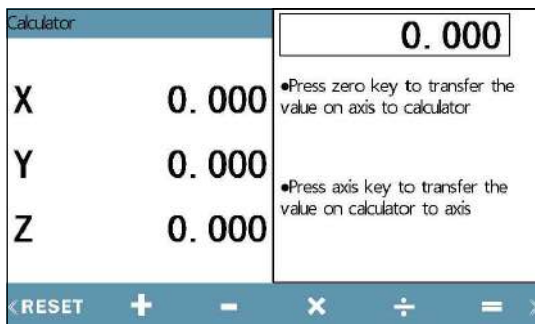 Calculator
X 0.000
Y 0.000
Z 0.000
0.000
•Press zero key to transfer the
value on axis to calculator
•Press axis key to transfer the
value on calculator to axis
<RESET + - × ÷ = >